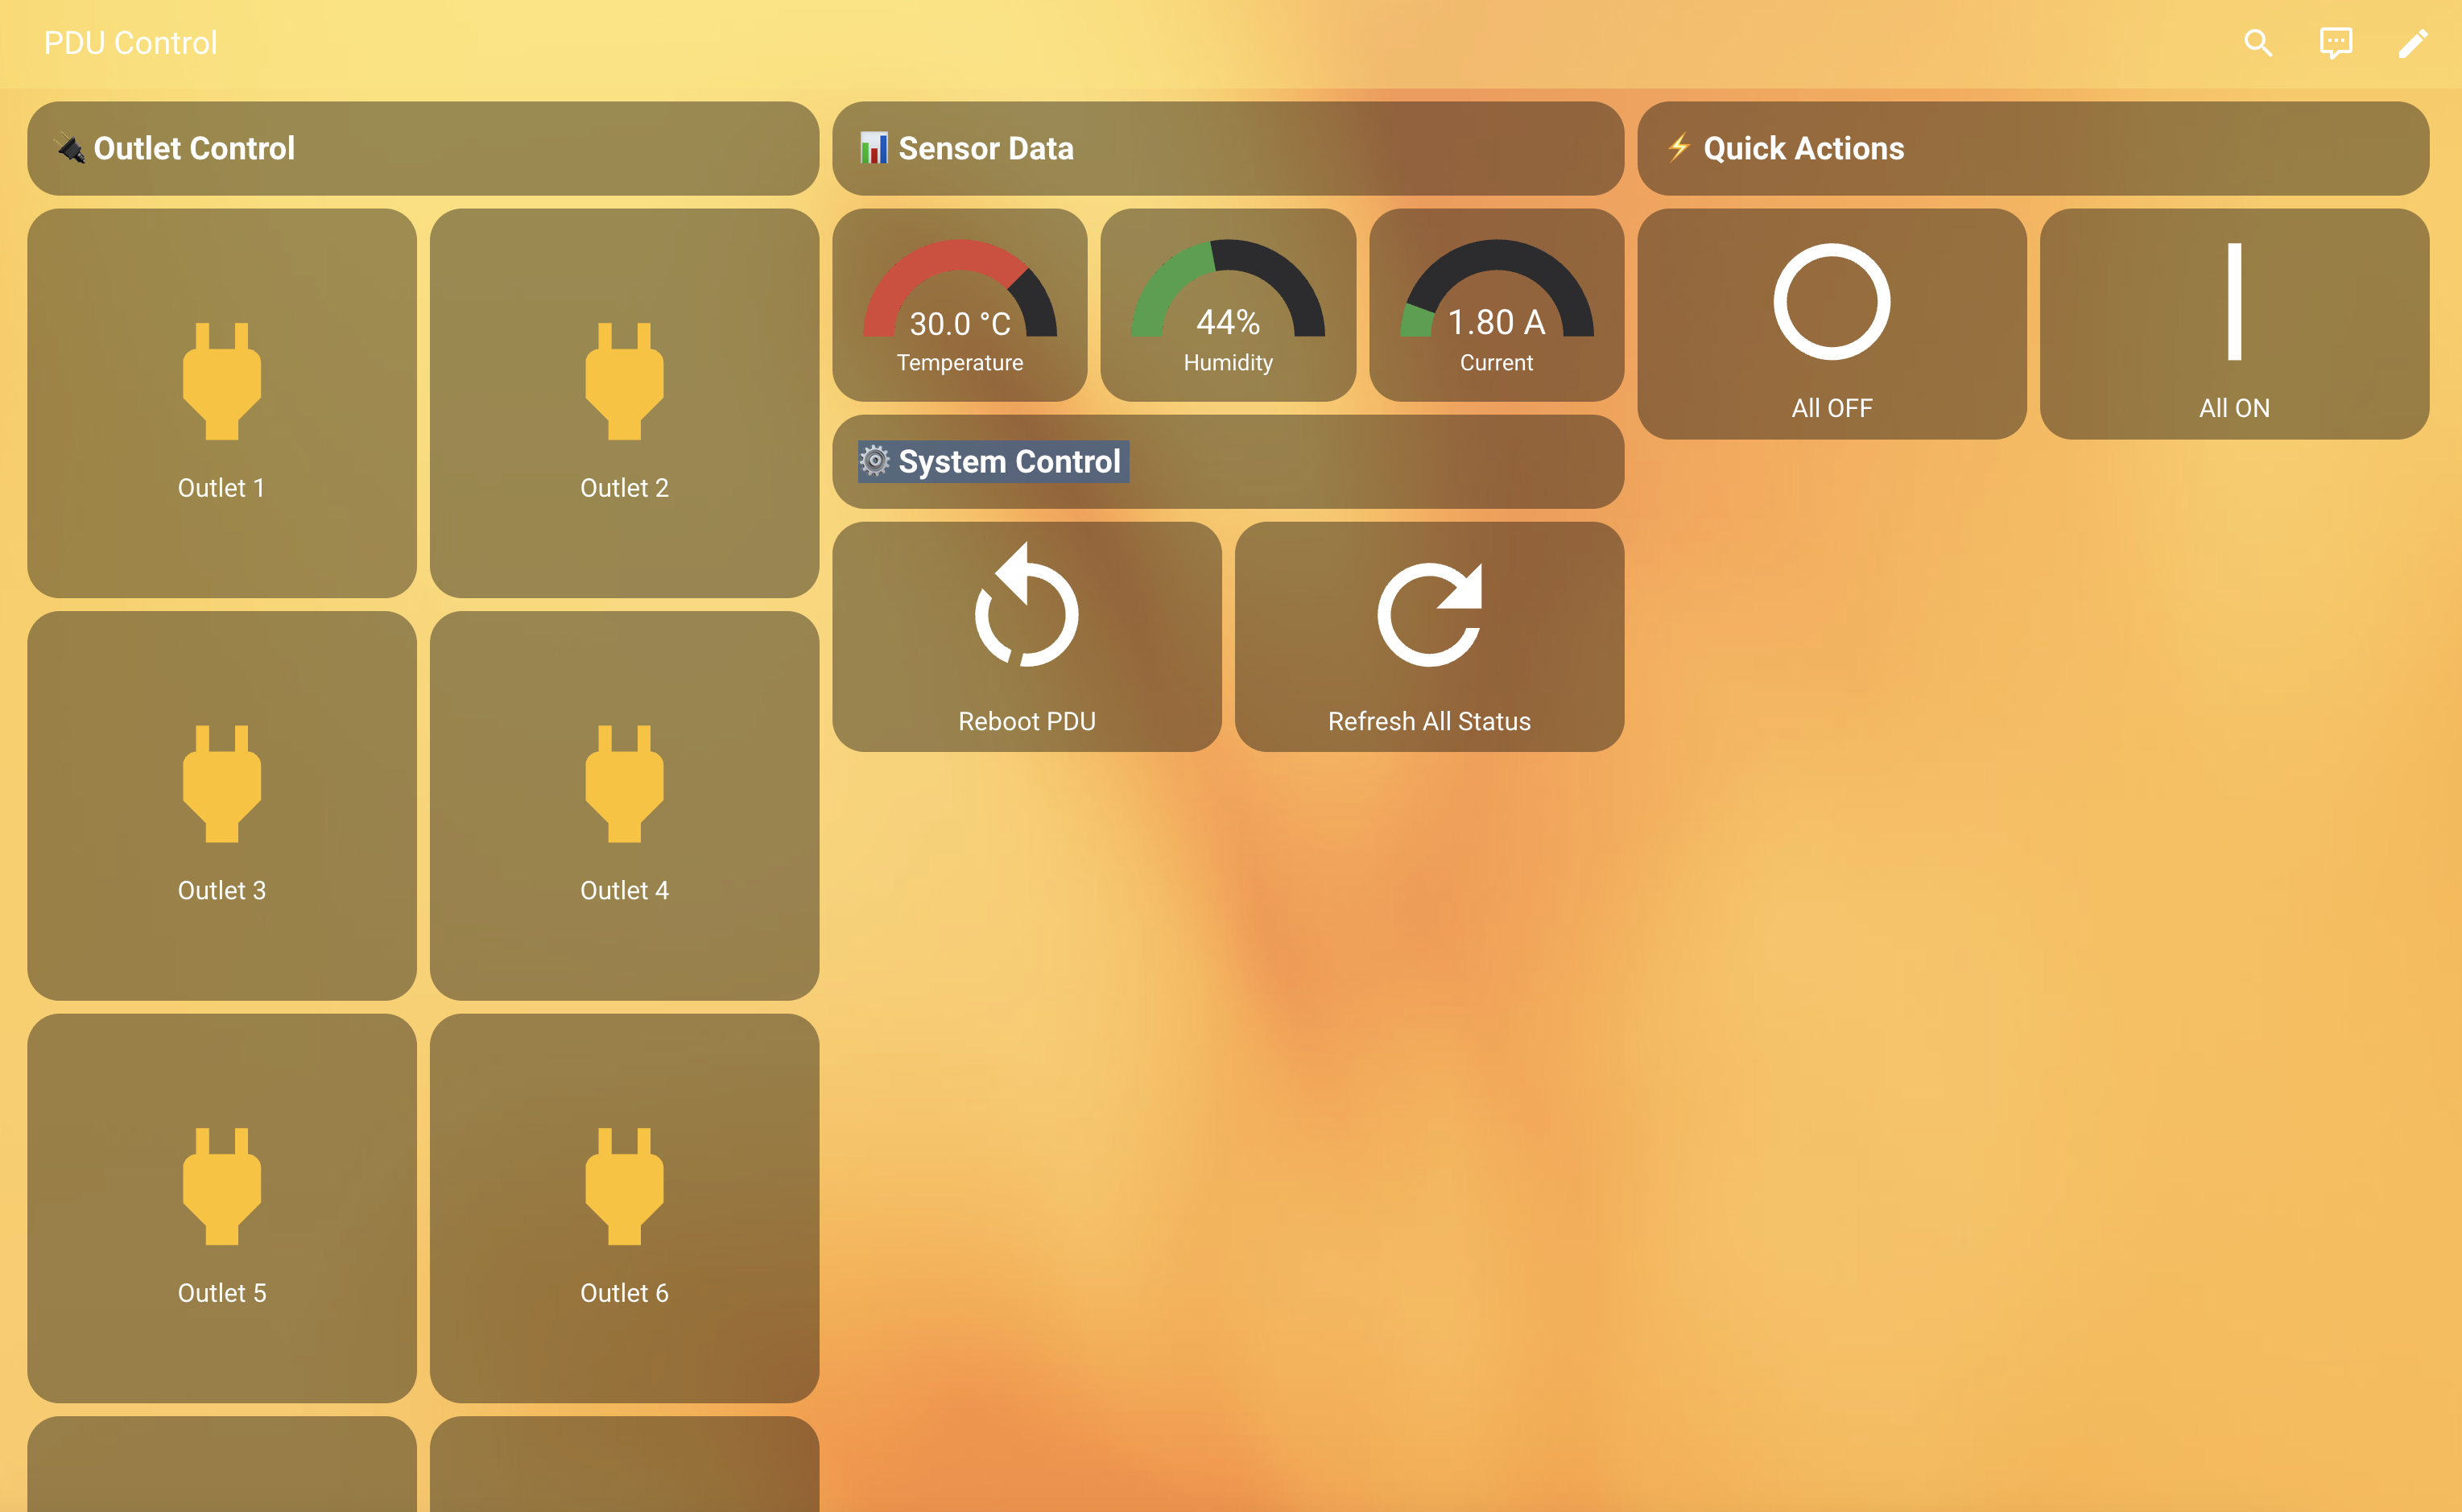 PDU Control
🔌 Outlet Control
Outlet 1
Outlet 2
Outlet 3
Outlet 4
Outlet 5
Outlet 6
📊 Sensor Data
30.0 °C
Temperature
44%
Humidity
1.80 A
Current
⚙️ System Control
Reboot PDU
Refresh All Status
⚡ Quick Actions
All OFF
All ON